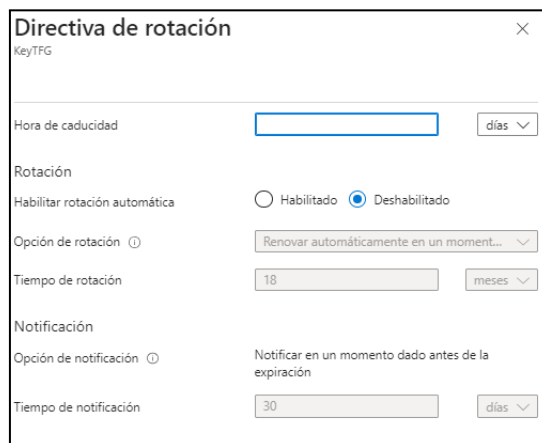 Directiva de rotación
KeyTFG
Hora de caducidad
días
Rotación
Habilitar rotación automática
Habilitado
Deshabilitado
Opción de rotación
Renovar automáticamente en un moment...
Tiempo de rotación
18
meses
Notificación
Opción de notificación
Notificar en un momento dado antes de la
expiración
Tiempo de notificación
30
días